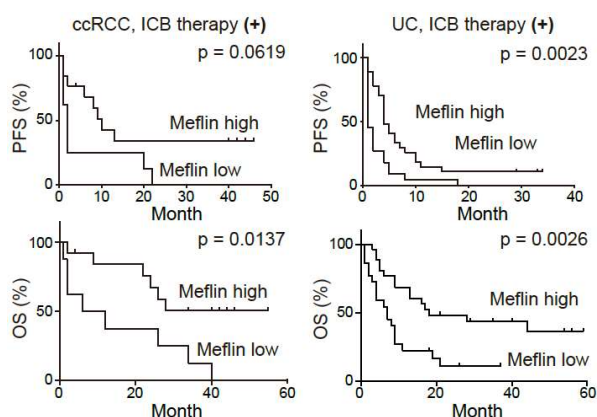 ccRCC, ICB therapy (+)
UC, ICB therapy (+)
p = 0.0619
100
50
0
PFS (%)
Meflin high
Meflin low
0 10 20 30 40 50
Month
p = 0.0023
100
50
0
PFS (%)
Meflin high
Meflin low
0 10 20 30 40
Month
p = 0.0137
100
50
0
OS (%)
Meflin high
Meflin low
0 20 40 60
Month
p = 0.0026
100
50
0
OS (%)
Meflin high
Meflin low
0 20 40 60
Month